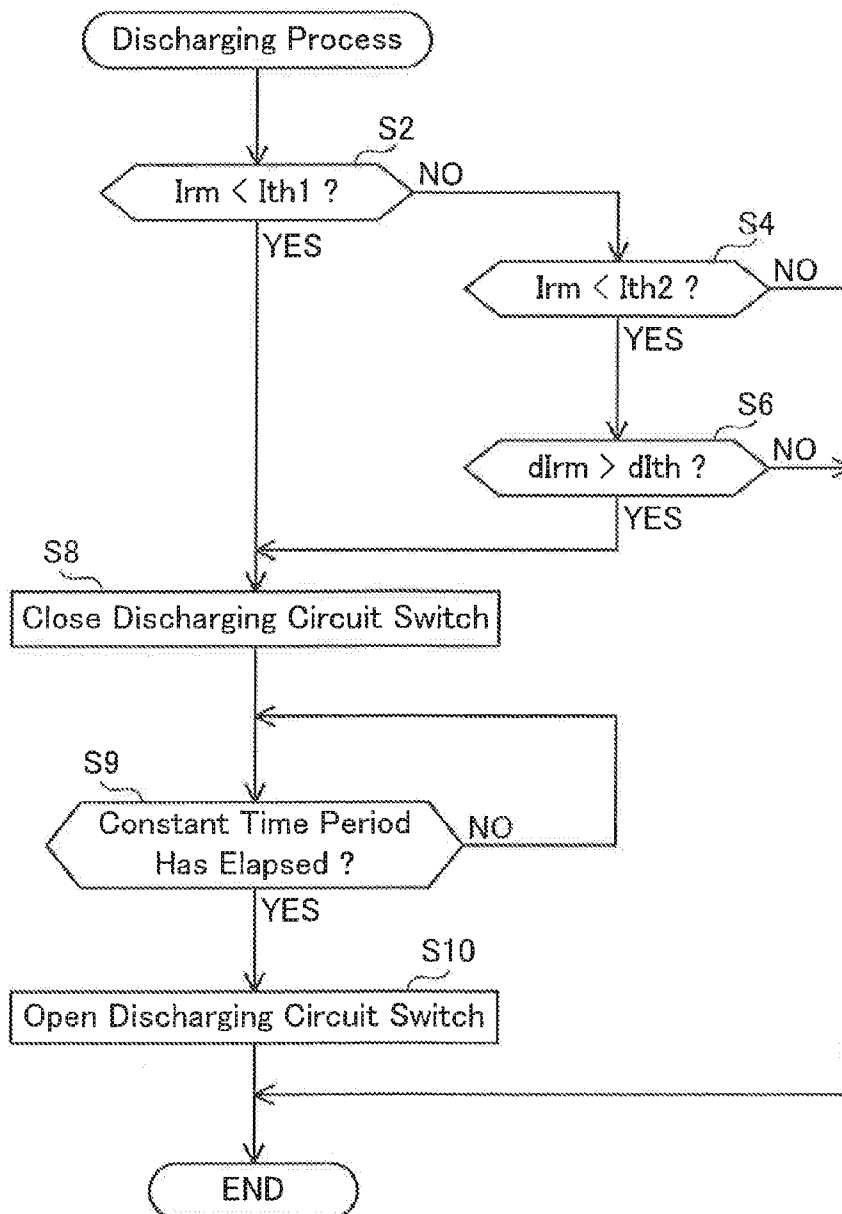 Discharging Process
S2
Irm < Ith1 ?
NO
YES
S4
Irm < Ith2 ?
NO
YES
S6
dIrm > dIth ?
NO
YES
S8
Close Discharging Circuit Switch
S9
Constant Time Period
Has Elapsed ?
NO
YES
S10
Open Discharging Circuit Switch
END